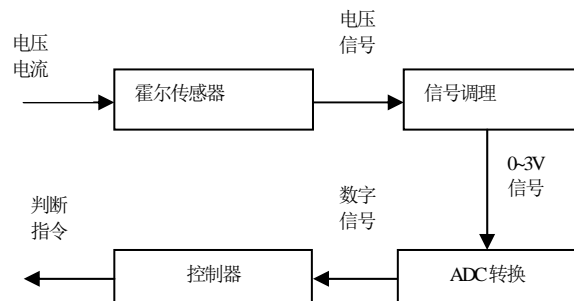 电压
电流
霍尔传感器
电压
信号
信号调理
0~3V
信号
判断
指令
控制器
数字
信号
ADC转换